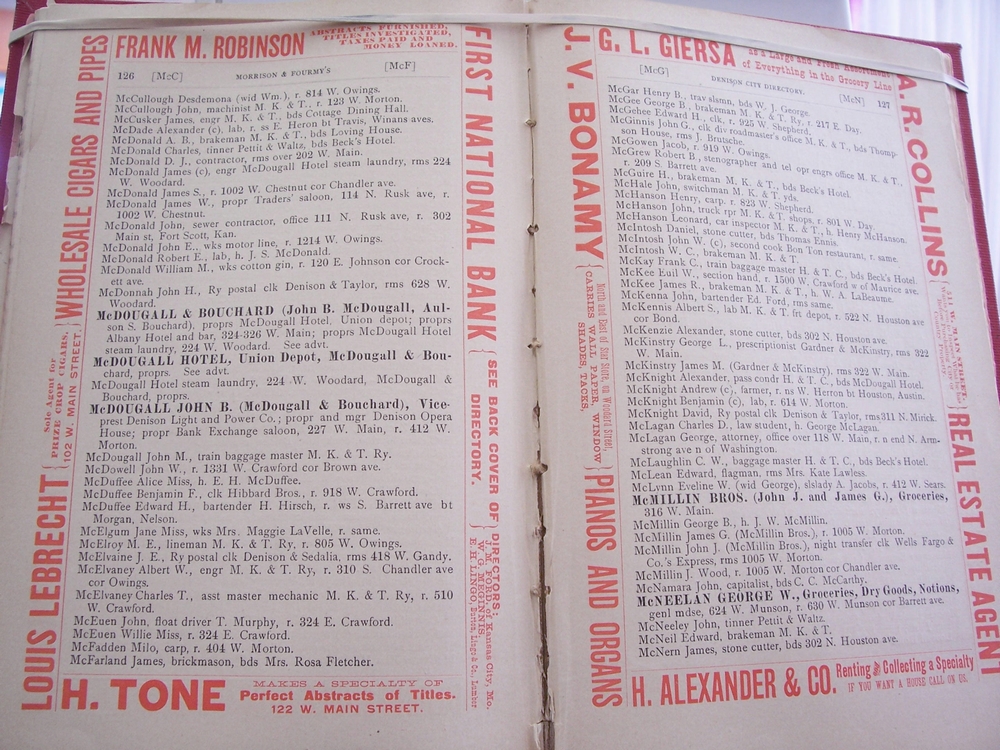 FRANK M. ROBINSON
ABSTRACTS FURNISHED,
TITLES INVESTIGATED,
TAXES PAID AND
MONEY LOANED.
126 [McC] MORRISON & FOURMY'S [McF]
McCullough Desdemona (wid Wm.), r. 814 W. Owings.
McCullough John, machinist M. K. & T., r. 123 W. Morton.
McCusker James, engr M. K. & T., bds Cottage Dining Hall.
McDade Alexander (c), lab, r. ss E. Heron bt Travis, Winans aves.
McDonald A. B., brakeman M. K. & T., bds Loving House.
McDonald Charles, tinner Pettit & Waltz, bds Beck's Hotel.
McDonald D. J., contractor, rms over 202 W. Main.
McDonald James (c), engr McDougall Hotel steam laundry, rms 224
W. Woodard.
McDonald James S., r. 1002 W. Chestnut cor Chandler ave.
McDonald James W., propr Traders' saloon, 114 N. Rusk ave, r.
1002 W. Chestnut.
McDonald John, sewer contractor, office 111 N. Rusk ave, r. 302
Main st, Fort Scott, Kan.
McDonald John E., wks motor line, r. 1214 W. Owings.
McDonald Robert E., lab, h. J. S. McDonald.
McDonald William M., wks cotton gin, r. 120 E. Johnson cor Crock-
ett ave.
McDonnah John H., Ry postal clk Denison & Taylor, rms 628 W.
Woodard.
McDOUGALL & BOUCHARD (John B. McDougall, Aul-
son S. Bouchard), proprs McDougall Hotel, Union depot; proprs
Albany Hotel and bar, 324-326 W. Main; proprs McDougall Hotel
steam laundry, 224 W. Woodard. See advt.
McDOUGALL HOTEL, Union Depot, McDougall & Bou-
chard, proprs. See advt.
McDougall Hotel steam laundry, 224 W. Woodard, McDougall &
Bouchard, proprs.
McDOUGALL JOHN B. (McDougall & Bouchard), Vice-
prest Denison Light and Power Co.; propr and mgr Denison Opera
House; propr Bank Exchange saloon, 227 W. Main, r. 412 W.
Morton.
McDougall John M., train baggage master M. K. & T. Ry.
McDowell John W., r. 1331 W. Crawford cor Brown ave.
McDuffee Alice Miss, h. E. H. McDuffee.
McDuffee Benjamin F., clk Hibbard Bros., r. 918 W. Crawford.
McDuffee Edward H., bartender H. Hirsch, r. ws S. Barrett ave bt
Morgan, Nelson.
McElgum Jane Miss, wks Mrs. Maggie LaVelle, r. same.
McElroy M. E., lineman M. K. & T. Ry, r. 805 W. Owings.
McElvaine J. E., Ry postal clk Denison & Sedalia, rms 418 W. Gandy.
McElvaney Albert W., engr M. K. & T. Ry, r. 310 S. Chandler ave
cor Owings.
McElvaney Charles T., asst master mechanic M. K. & T. Ry, r. 510
W. Crawford.
McEuen John, float driver T. Murphy, r. 324 E. Crawford.
McEuen Willie Miss, r. 324 E. Crawford.
McFadden Milo, carp, r. 404 W. Morton.
McFarland James, brickmason, bds Mrs. Rosa Fletcher.
H. TONE
MAKES A SPECIALTY OF
Perfect Abstracts of Titles.
122 W. MAIN STREET.
LOUIS LEBRECHT
Sole Agent for
PRIZE CROP CIGARS,
102 W. MAIN STREET.
WHOLESALE CIGARS AND PIPES
FIRST NATIONAL BANK
SEE BACK COVER OF
DIRECTORY.
DIRECTORS:
J. M. FORD, of Kansas City, Mo.
W. S. MEGINNIS.
E. H. LINGO,
G. L. GIERSA
as a Large and Fresh Assortment
of Everything in the Grocery Line
[McG] DENISON CITY DIRECTORY. [McN] 127
McGar Henry B., trav slsmn, bds W. J. George.
McGee George B., brakeman M. K. & T. Ry, r. 217 E. Day.
McGehee Edward H., clk, r. 925 W. Shepherd.
McGinnis John G., clk div roadmaster's office M. K. & T., bds Thomp-
son House, rms J. Brutsche.
McGowen Jacob, r. 919 W. Owings.
McGrew Robert B., stenographer and tel opr engrs office M. K. & T.,
r. 209 S. Barrett ave.
McGuire H., brakeman M. K. & T., bds Beck's Hotel.
McHale John, switchman M. K. & T. yds.
McHanson Henry, carp, r. 823 W. Shepherd.
McHanson John, truck rpr M. K. & T. shops, r. 801 W. Day.
McHanson Leonard, car inspector M. K. & T., h. Henry McHanson.
McIntosh Daniel, stone cutter, bds Thomas Ennis.
McIntosh John W. (c), second cook Bon Ton restaurant, r. same.
McIntosh W. C., brakeman M. K. & T.
McKay Frank C., train baggage master H. & T. C., bds Beck's Hotel.
McKee Euil W., section hand, r. 1500 W. Crawford w of Maurice ave.
McKee James R., brakeman M. K. & T., h. W. A. LaBeaume.
McKenna John, bartender Ed. Ford, rms same.
McKennis Albert S., lab M. K. & T. frt depot, r. 522 N. Houston ave
cor Bond.
McKenzie Alexander, stone cutter, bds 302 N. Houston ave.
McKinstry George L., prescriptionist Gardner & McKinstry, rms 322
W. Main.
McKinstry James M. (Gardner & McKinstry), rms 322 W. Main.
McKnight Alexander, pass condr H. & T. C., bds McDougall Hotel.
McKnight Andrew (c), farmer, r. ns W. Herron bt Houston, Austin.
McKnight Benjamin (c), lab, r. 614 W. Morton.
McKnight David, Ry postal clk Denison & Taylor, rms 311 N. Mirick.
McLagan Charles D., law student, h. George McLagan.
McLagan George, attorney, office over 118 W. Main, r. n end N. Arm-
strong ave n of Washington.
McLaughlin C. W., baggage master H. & T. C., bds Beck's Hotel.
McLean Edward, flagman, rms Mrs. Kate Lawless.
McLynn Eveline W. (wid George), slslady A. Jacobs, r. 412 W. Sears.
McMILLIN BROS. (John J. and James G.), Groceries,
316 W. Main.
McMillin George B., h. J. W. McMillin.
McMillin James G. (McMillin Bros.), r. 1005 W. Morton.
McMillin John J. (McMillin Bro.), night transfer clk Wells Fargo &
Co.'s Express, rms 1005 W. Morton.
McMillin J. Wood, r. 1005 W. Morton cor Chandler ave.
McNamara John, capitalist, bds C. C. McCarthy.
McNEELAN GEORGE W., Groceries, Dry Goods, Notions,
genl mdse, 624 W. Munson, r. 630 W. Munson cor Barrett ave.
McNeeley John, tinner Pettit & Waltz.
McNeil Edward, brakeman M. K. & T.
McNern James, stone cutter, bds 302 N. Houston ave.
H. ALEXANDER & CO.
Renting and Collecting a Specialty
IF YOU WANT A HOUSE CALL ON US.
J. V. BONAMY
North and East of Star Store, on Woodard Street,
CARRIES WALL PAPER, WINDOW
SHADES, TACKS,
PIANOS AND ORGANS
A. R. COLLINS
REAL ESTATE AGENT